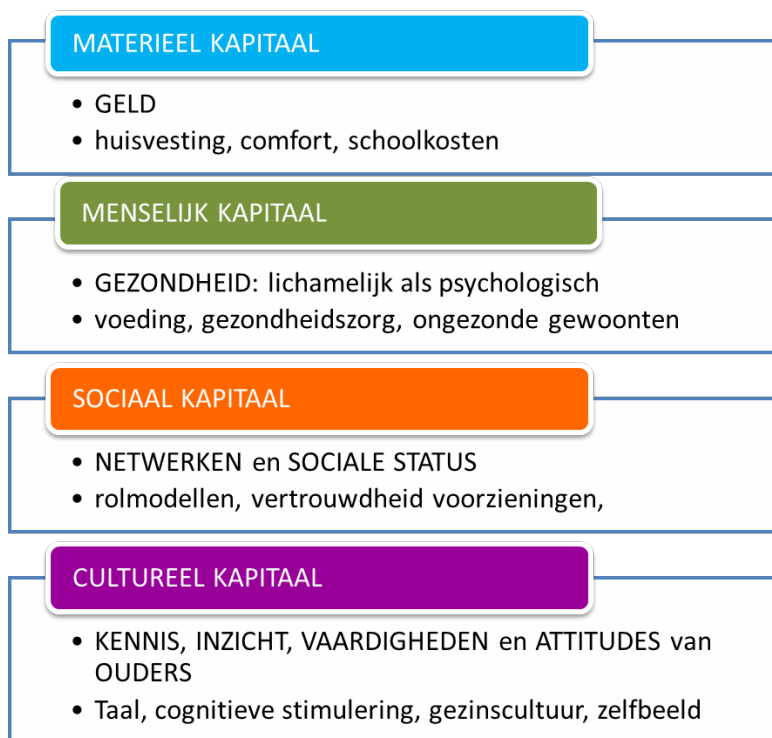 MATERIEEL KAPITAAL
• GELD
• huisvesting, comfort, schoolkosten
MENSELIJK KAPITAAL
• GEZONDHEID: lichamelijk als psychologisch
• voeding, gezondheidszorg, ongezonde gewoonten
SOCIAAL KAPITAAL
• NETWERKEN en SOCIALE STATUS
• rolmodellen, vertrouwdheid voorzieningen,
CULTUREEL KAPITAAL
• KENNIS, INZICHT, VAARDIGHEDEN en ATTITUDES van
OUDERS
• Taal, cognitieve stimulering, gezinscultuur, zelfbeeld